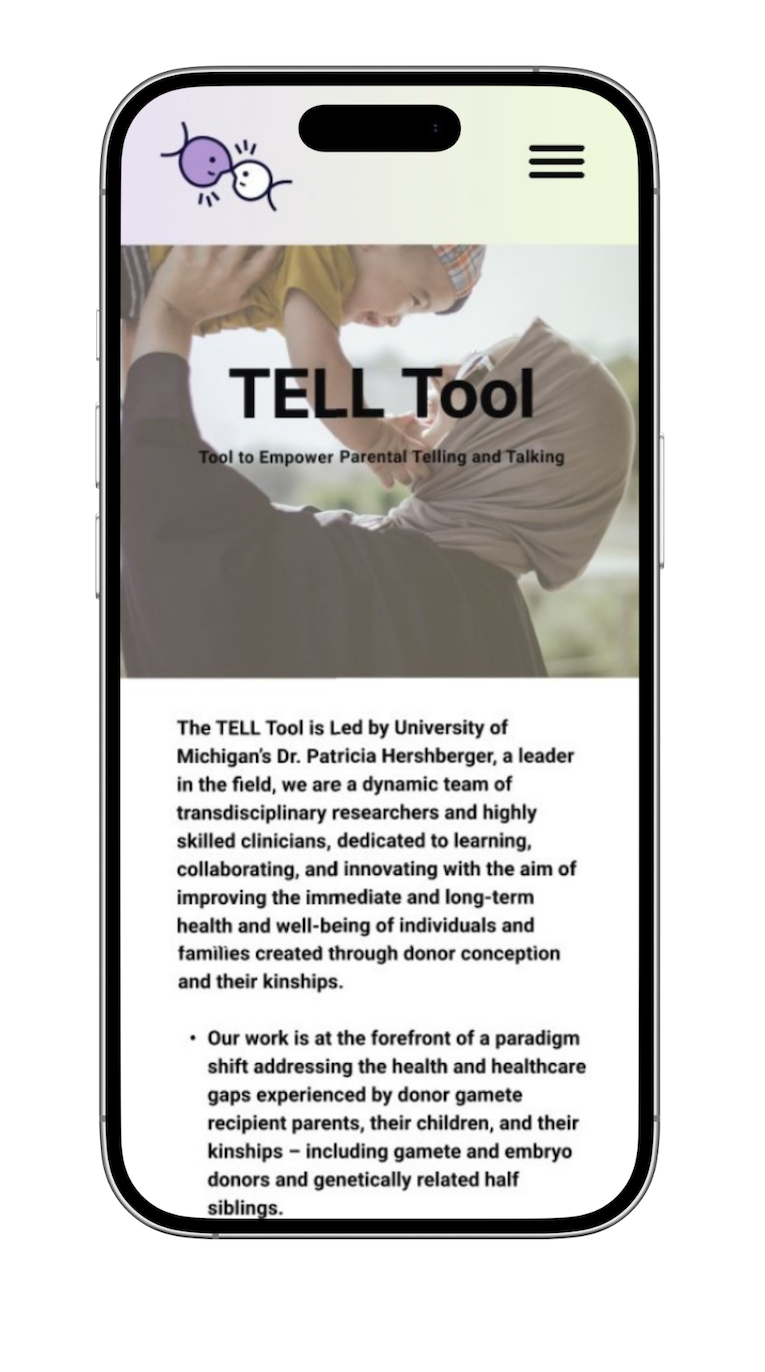 TELL Tool
Tool to Empower Parental Telling and Talking
The TELL Tool is Led by University of
Michigan's Dr. Patricia Hershberger, a leader
in the field, we are a dynamic team of
transdisciplinary researchers and highly
skilled clinicians, dedicated to learning,
collaborating, and innovating with the aim of
improving the immediate and long-term
health and well-being of individuals and
families created through donor conception
and their kinships.
• Our work is at the forefront of a paradigm
shift addressing the health and healthcare
gaps experienced by donor gamete
recipient parents, their children, and their
kinships – including gamete and embryo
donors and genetically related half
siblings.